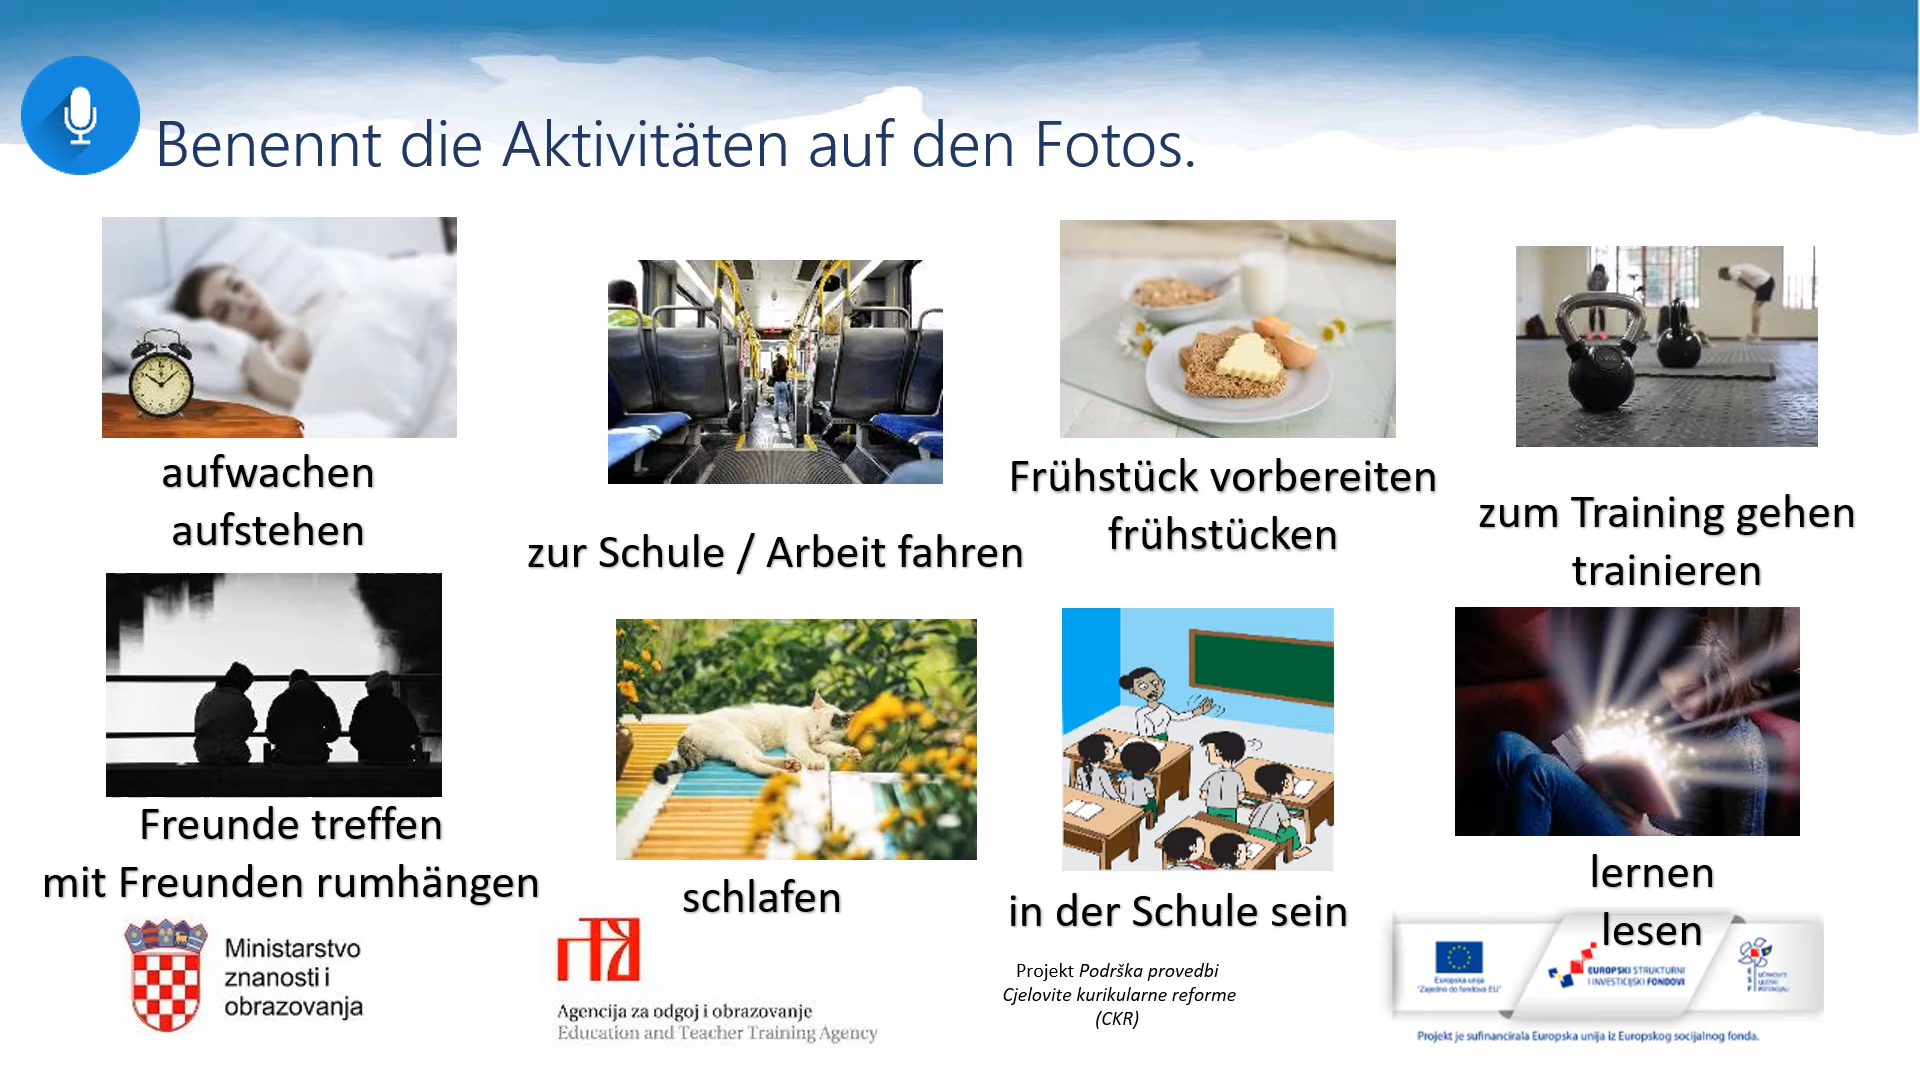 Benennt die Aktivitäten auf den Fotos.
aufwachen
aufstehen
zur Schule / Arbeit fahren
Frühstück vorbereiten
frühstücken
zum Training gehen
trainieren
Freunde treffen
mit Freunden rumhängen
schlafen
in der Schule sein
lernen
lesen
Ministarstvo
znanosti i
obrazovanja
Agencija za odgoj i obrazovanje
Education and Teacher Training Agency
Projekt Podrška provedbi
Cjelovite kurikularne reforme
(CKR)
Europska unija
"Zajedno do fondova EU"
EUROPSKI STRUKTURNI
I INVESTICIJSKI FONDOVI
Projekt je sufinancirala Europska unija iz Europskog socijalnog fonda.